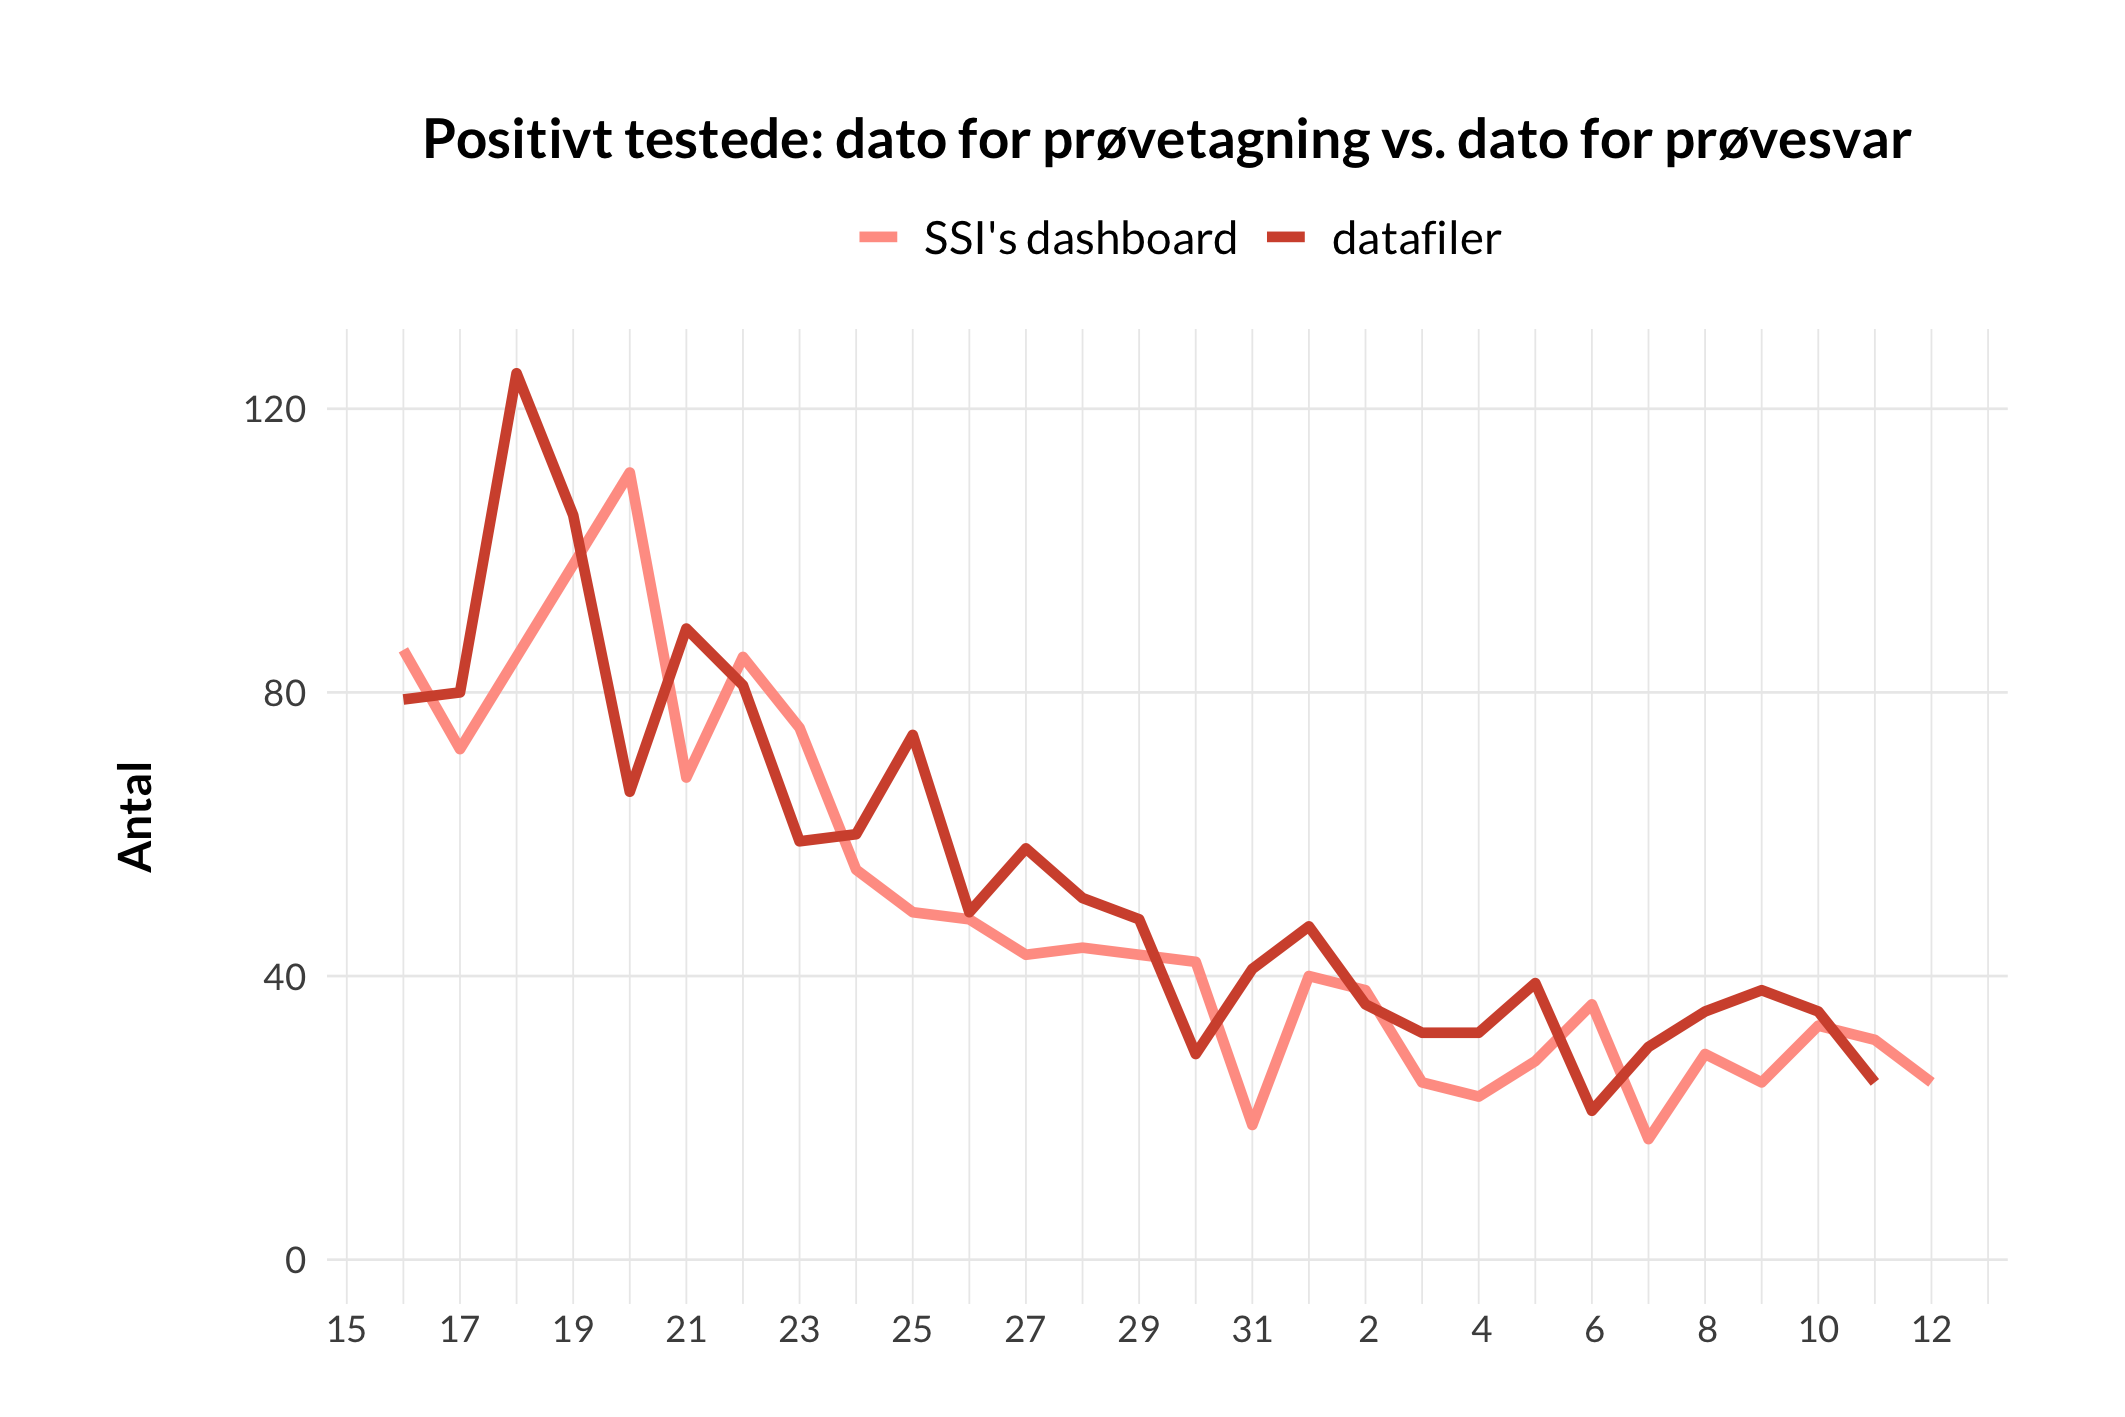 Positivt testede: dato for prøvetagning vs. dato for prøvesvar
SSI's dashboard datafiler
Antal
120
80
40
0
15 17 19 21 23 25 27 29 31 2 4 6 8 10 12